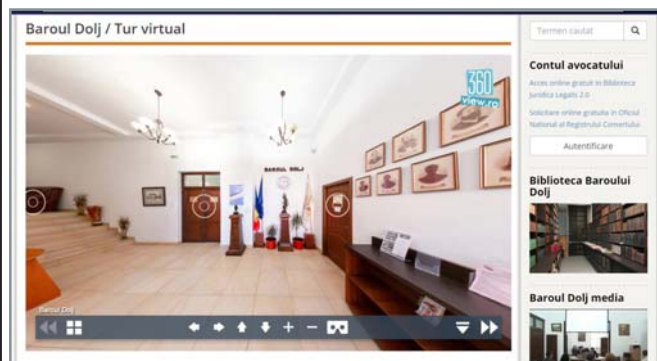 Baroul Dolj / Tur virtual
360
view.ro
BAROUL DOLJ
Baroul Dolj
Termen cautat
Contul avocatului
Acces online gratuit in Biblioteca
Juridica Legalis 2.0
Solicitare online gratuita in Oficiul
National al Registrului Comertului
Autentificare
Biblioteca Baroului
Dolj
Baroul Dolj media